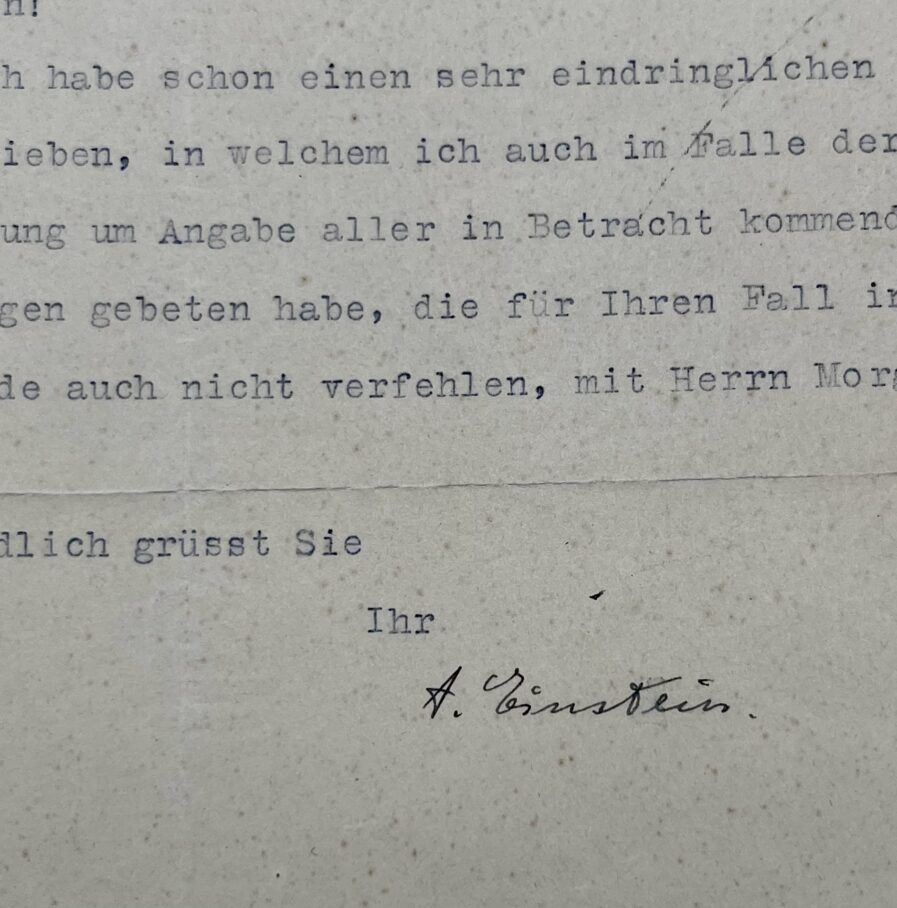 n!
h habe schon einen sehr eindringlichen
ieben, in welchem ich auch im Falle der
ung um Angabe aller in Betracht kommend
gen gebeten habe, die für Ihren Fall in
de auch nicht verfehlen, mit Herrn Morg
dlich grüsst Sie
Ihr
A. Einstein.